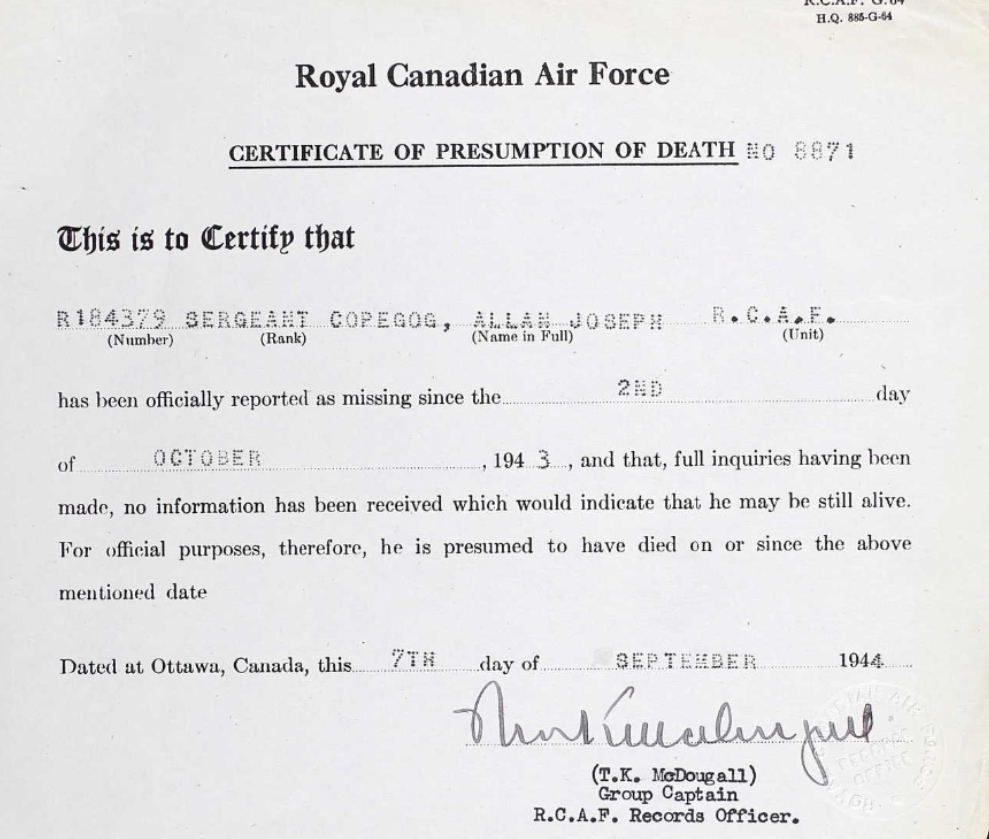 R.C.A.F. G.64
H.Q. 885-G-64
Royal Canadian Air Force
CERTIFICATE OF PRESUMPTION OF DEATH NO 8871
This is to Certify that
R184379 SERGEANT COPEGOG, ALLAN JOSEPH R.C.A.F.
(Number) (Rank) (Name in Full) (Unit)
has been officially reported as missing since the 2ND day
of OCTOBER, 1943, and that, full inquiries having been
made, no information has been received which would indicate that he may be still alive.
For official purposes, therefore, he is presumed to have died on or since the above
mentioned date
Dated at Ottawa, Canada, this 7TH day of SEPTEMBER 1944
(T.K. McDougall)
Group Captain
R.C.A.F. Records Officer.